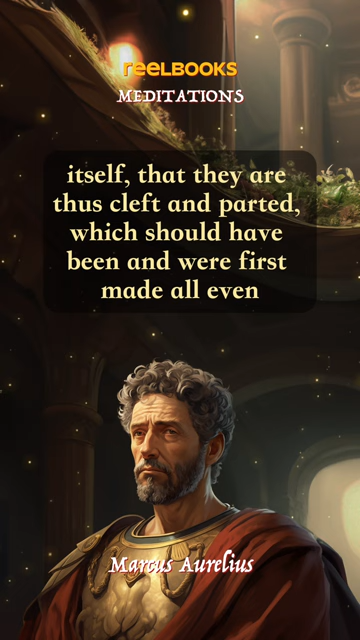 reelbooks
MEDITATIONS
itself, that they are
thus cleft and parted,
which should have
been and were first
made all even
Marcus Aurelius